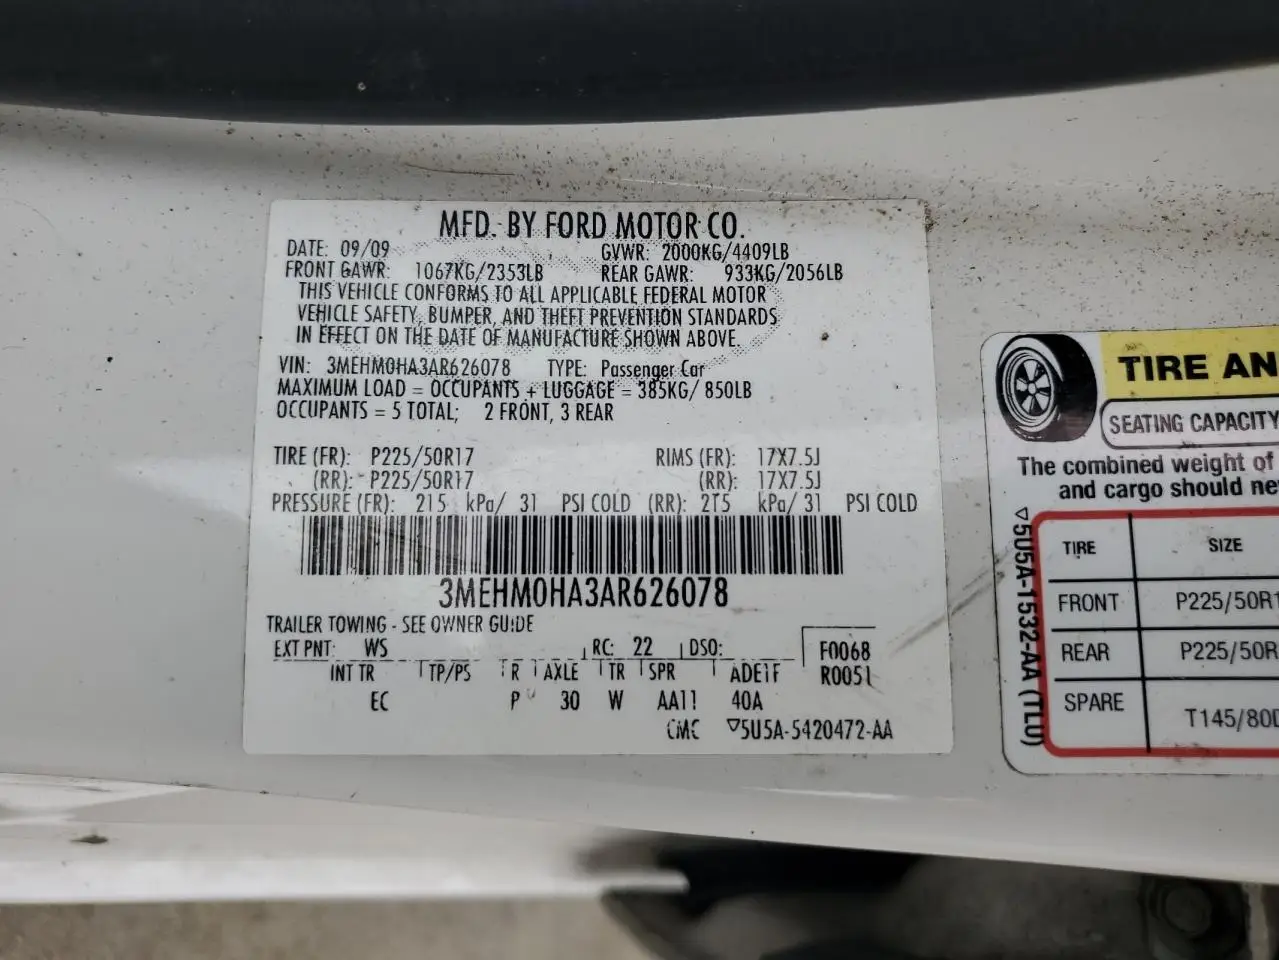 MFD. BY FORD MOTOR CO.
DATE: 09/09 GVWR: 2000KG/4409LB
FRONT GAWR: 1067KG/2353LB REAR GAWR: 933KG/2056LB
THIS VEHICLE CONFORMS TO ALL APPLICABLE FEDERAL MOTOR
VEHICLE SAFETY, BUMPER, AND THEFT PREVENTION STANDARDS
IN EFFECT ON THE DATE OF MANUFACTURE SHOWN ABOVE.
VIN: 3MEHM0HA3AR626078 TYPE: Passenger Car
MAXIMUM LOAD = OCCUPANTS + LUGGAGE = 385KG/ 850LB
OCCUPANTS = 5 TOTAL; 2 FRONT, 3 REAR
TIRE (FR): P225/50R17 RIMS (FR): 17X7.5J
(RR): P225/50R17 (RR): 17X7.5J
PRESSURE (FR): 215 kPa/ 31 PSI COLD (RR): 215 kPa/ 31 PSI COLD
3MEHM0HA3AR626078
TRAILER TOWING - SEE OWNER GUIDE
EXT PNT: WS RC: 22 DSO: F0068
INT TR TP/PS R AXLE TR SPR R0051
EC P 30 W AA11 40A
CMC ▽5U5A-5420472-AA
TIRE AN
SEATING CAPACITY
The combined weight of
and cargo should ne
▽5U5A-1532-AA (TLU)
TIRE SIZE
FRONT P225/50R1
REAR P225/50R
SPARE T145/80D